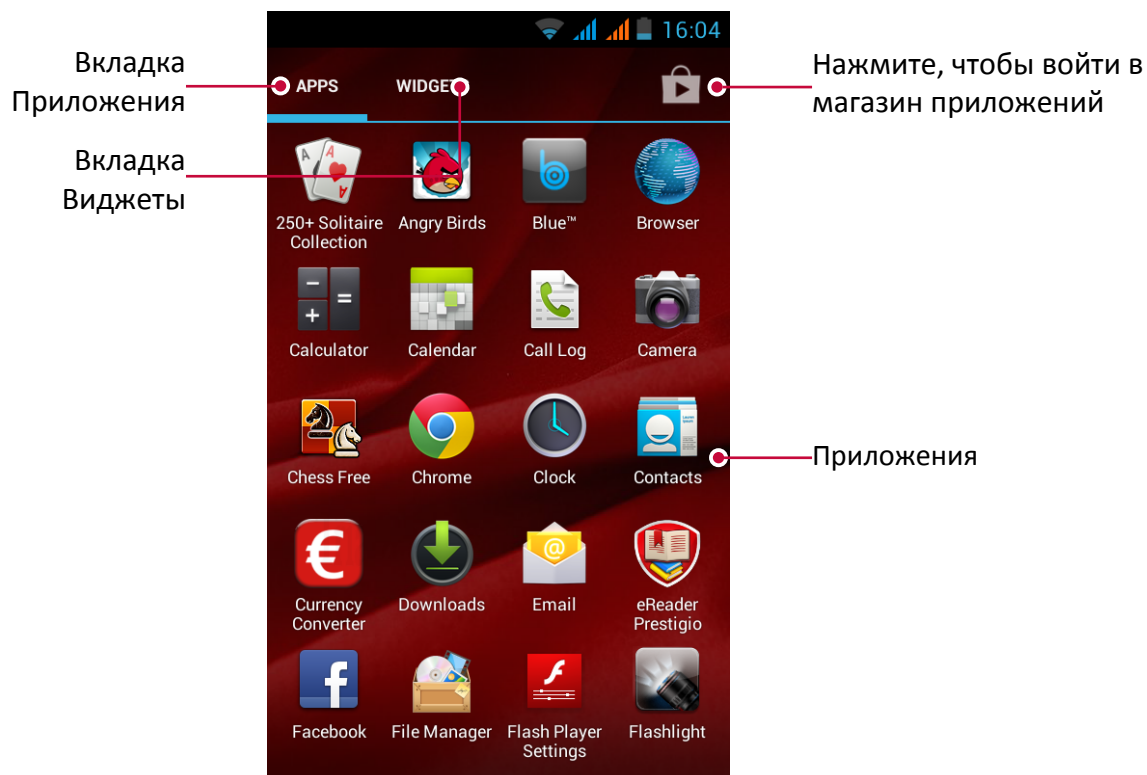 16:04
Вкладка
Приложения
APPS
WIDGE
Нажмите, чтобы войти в
магазин приложений
Вкладка
Виджеты
250+ Solitaire
Collection
Angry Birds
Blue™
Browser
Calculator
Calendar
Call Log
Camera
Chess Free
Chrome
Clock
Contacts
Приложения
Currency
Converter
Downloads
Email
eReader
Prestigio
Facebook
File Manager
Flash Player
Settings
Flashlight